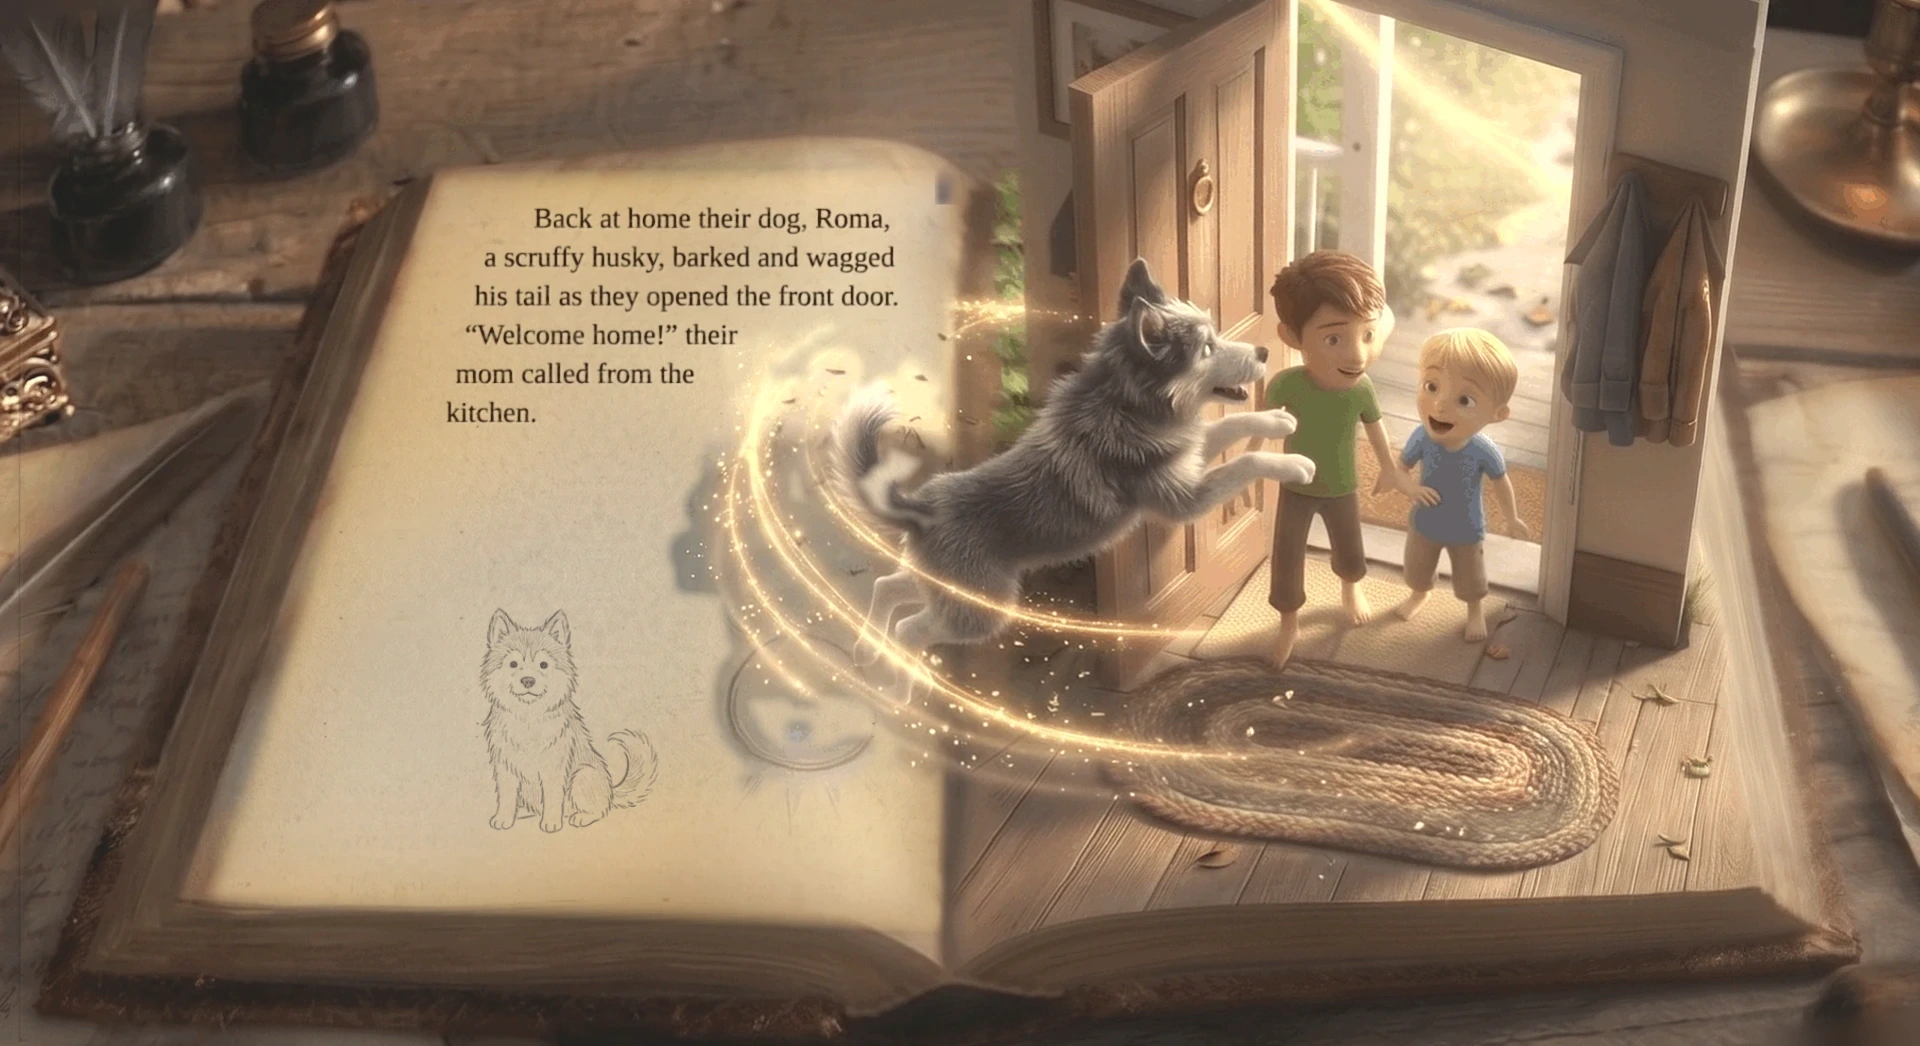 Back at home their dog, Roma,
a scruffy husky, barked and wagged
his tail as they opened the front door.
“Welcome home!” their
mom called from the
kitchen.